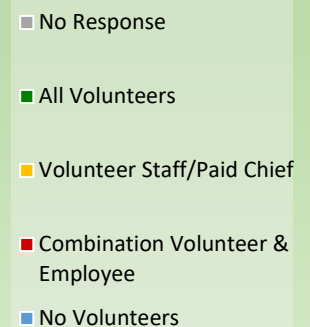 No Response
All Volunteers
Volunteer Staff/Paid Chief
Combination Volunteer &
Employee
No Volunteers